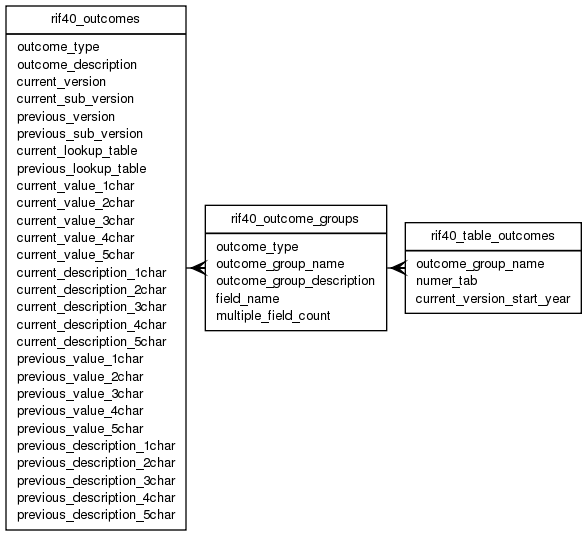 rif40_outcomes
outcome_type
outcome_description
current_version
current_sub_version
previous_version
previous_sub_version
current_lookup_table
previous_lookup_table
current_value_1char
current_value_2char
current_value_3char
current_value_4char
current_value_5char
current_description_1char
current_description_2char
current_description_3char
current_description_4char
current_description_5char
previous_value_1char
previous_value_2char
previous_value_3char
previous_value_4char
previous_value_5char
previous_description_1char
previous_description_2char
previous_description_3char
previous_description_4char
previous_description_5char
rif40_outcome_groups
outcome_type
outcome_group_name
outcome_group_description
field_name
multiple_field_count
rif40_table_outcomes
outcome_group_name
numer_tab
current_version_start_year